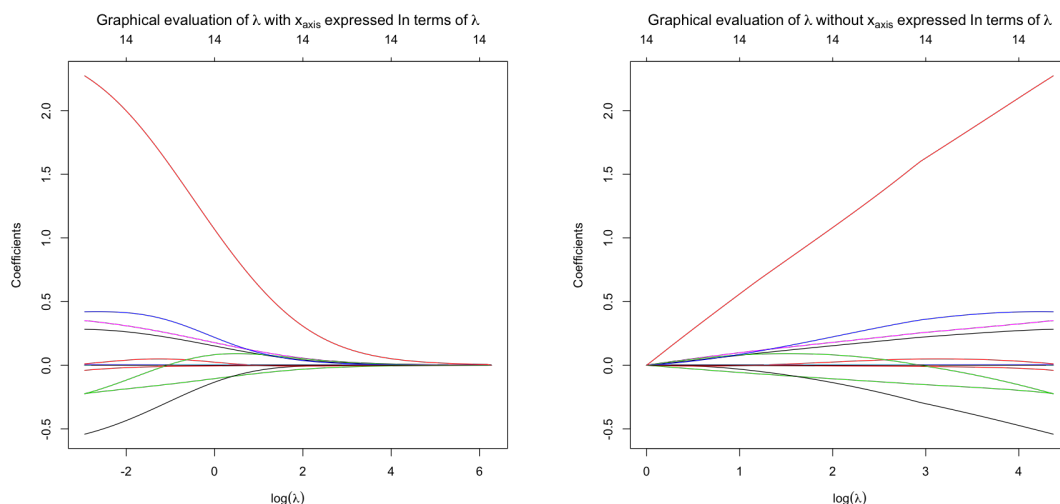 Graphical evaluation of λ with xaxis expressed In terms of λ
14 14 14 14 14
Coefficients
2.0
1.5
1.0
0.5
0.0
-0.5
-2 0 2 4 6
log(λ)
Graphical evaluation of λ without xaxis expressed In terms of λ
14 14 14 14 14
Coefficients
2.0
1.5
1.0
0.5
0.0
-0.5
0 1 2 3 4
log(λ)